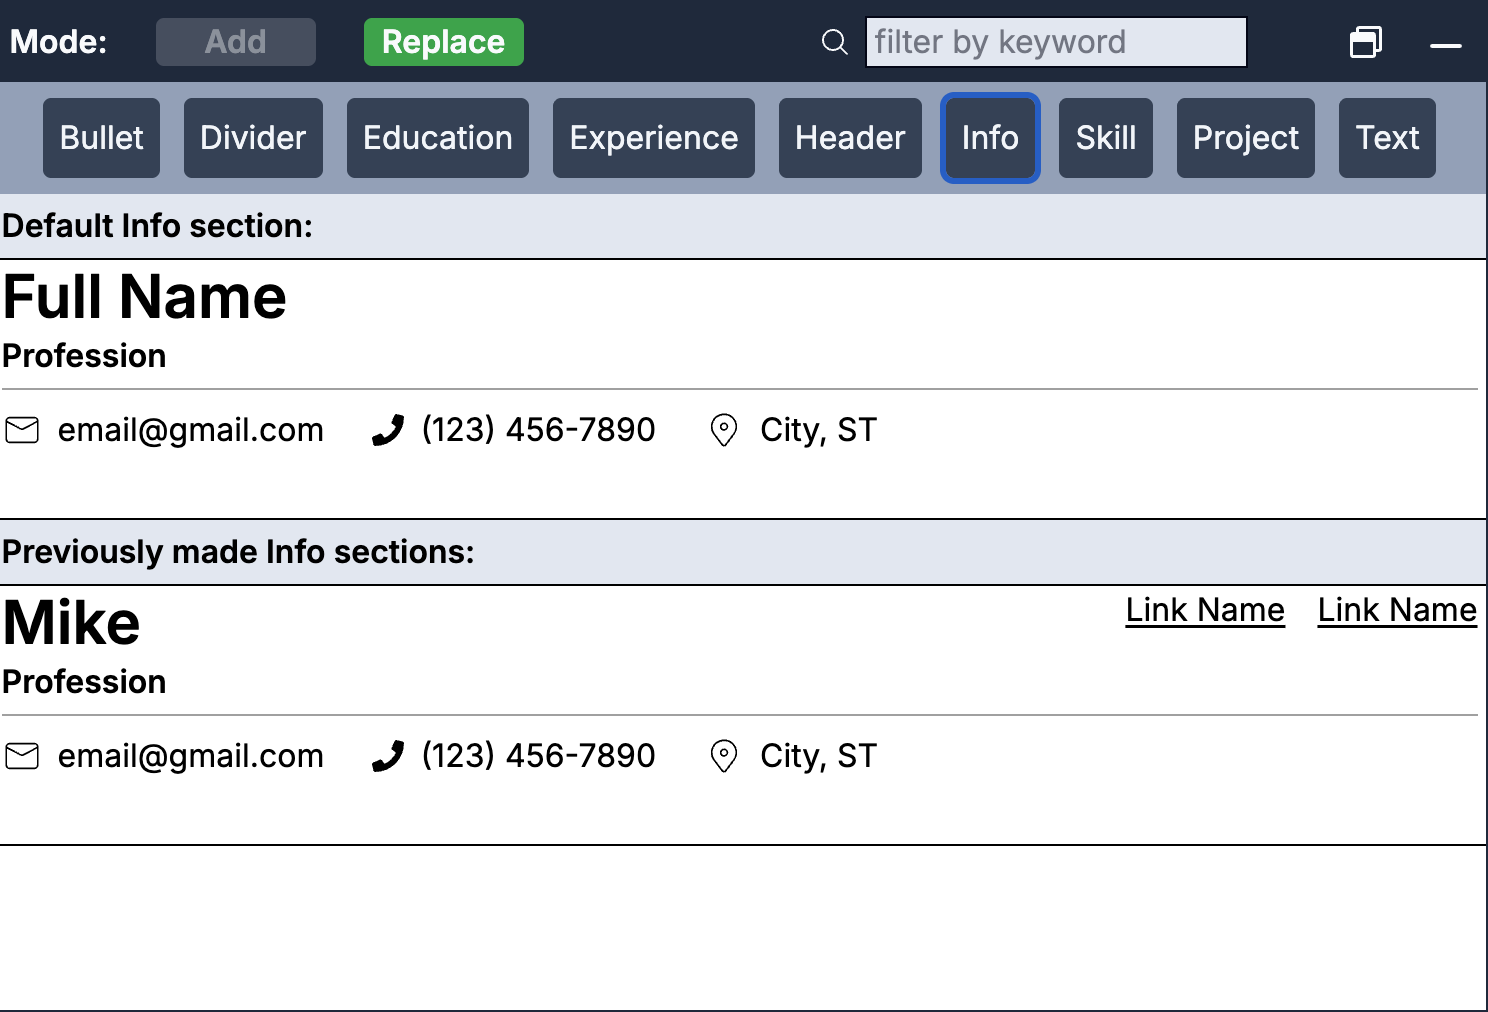 Mode: Add Replace filter by keyword
Bullet Divider Education Experience Header Info Skill Project Text
Default Info section:
Full Name
Profession
email@gmail.com (123) 456-7890 City, ST
Previously made Info sections:
Mike Link Name Link Name
Profession
email@gmail.com (123) 456-7890 City, ST